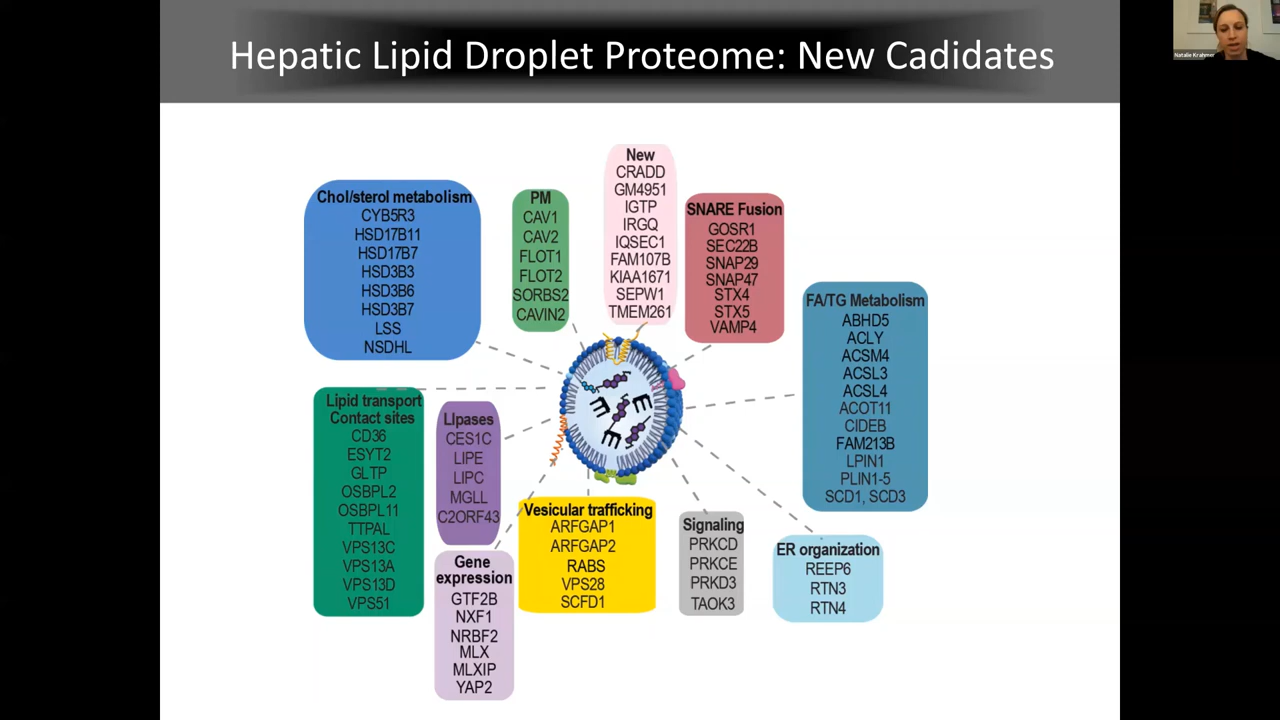 Hepatic Lipid Droplet Proteome: New Cadidates
Natalie Krahmer
Chol/sterol metabolism
CYB5R3
HSD17B11
HSD17B7
HSD3B3
HSD3B6
HSD3B7
LSS
NSDHL
PM
CAV1
CAV2
FLOT1
FLOT2
SORBS2
CAVIN2
New
CRADD
GM4951
IGTP
IRGQ
IQSEC1
FAM107B
KIAA1671
SEPW1
TMEM261
SNARE Fusion
GOSR1
SEC22B
SNAP29
SNAP47
STX4
STX5
VAMP4
FA/TG Metabolism
ABHD5
ACLY
ACSM4
ACSL3
ACSL4
ACOT11
CIDEB
FAM213B
LPIN1
PLIN1-5
SCD1, SCD3
Lipid transport
Contact sites
CD36
ESYT2
GLTP
OSBPL2
OSBPL11
TTPAL
VPS13C
VPS13A
VPS13D
VPS51
LIpases
CES1C
LIPE
LIPC
MGLL
C2ORF43
Gene
expression
GTF2B
NXF1
NRBF2
MLX
MLXIP
YAP2
Vesicular trafficking
ARFGAP1
ARFGAP2
RABS
VPS28
SCFD1
Signaling
PRKCD
PRKCE
PRKD3
TAOK3
ER organization
REEP6
RTN3
RTN4